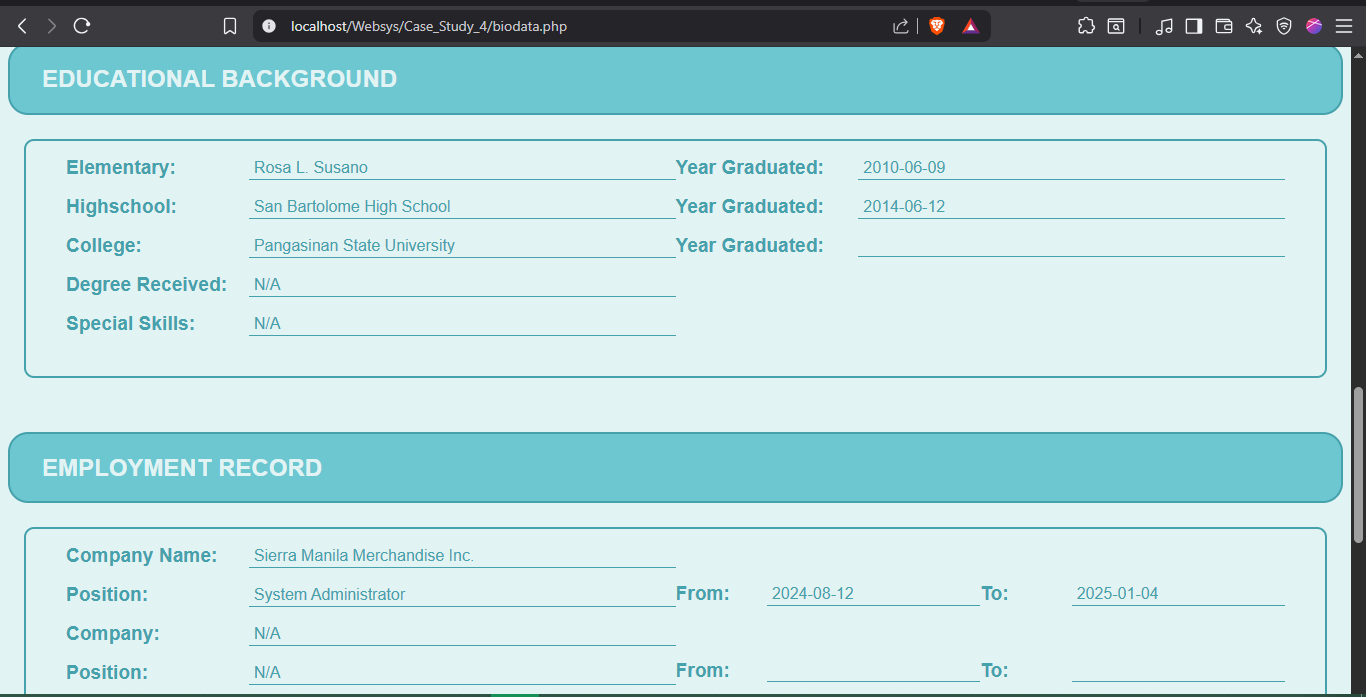 localhost/Websys/Case_Study_4/biodata.php
EDUCATIONAL BACKGROUND
Elementary: Rosa L. Susano Year Graduated: 2010-06-09
Highschool: San Bartolome High School Year Graduated: 2014-06-12
College: Pangasinan State University Year Graduated:
Degree Received: N/A
Special Skills: N/A
EMPLOYMENT RECORD
Company Name: Sierra Manila Merchandise Inc.
Position: System Administrator From: 2024-08-12 To: 2025-01-04
Company: N/A
Position: N/A From: To: